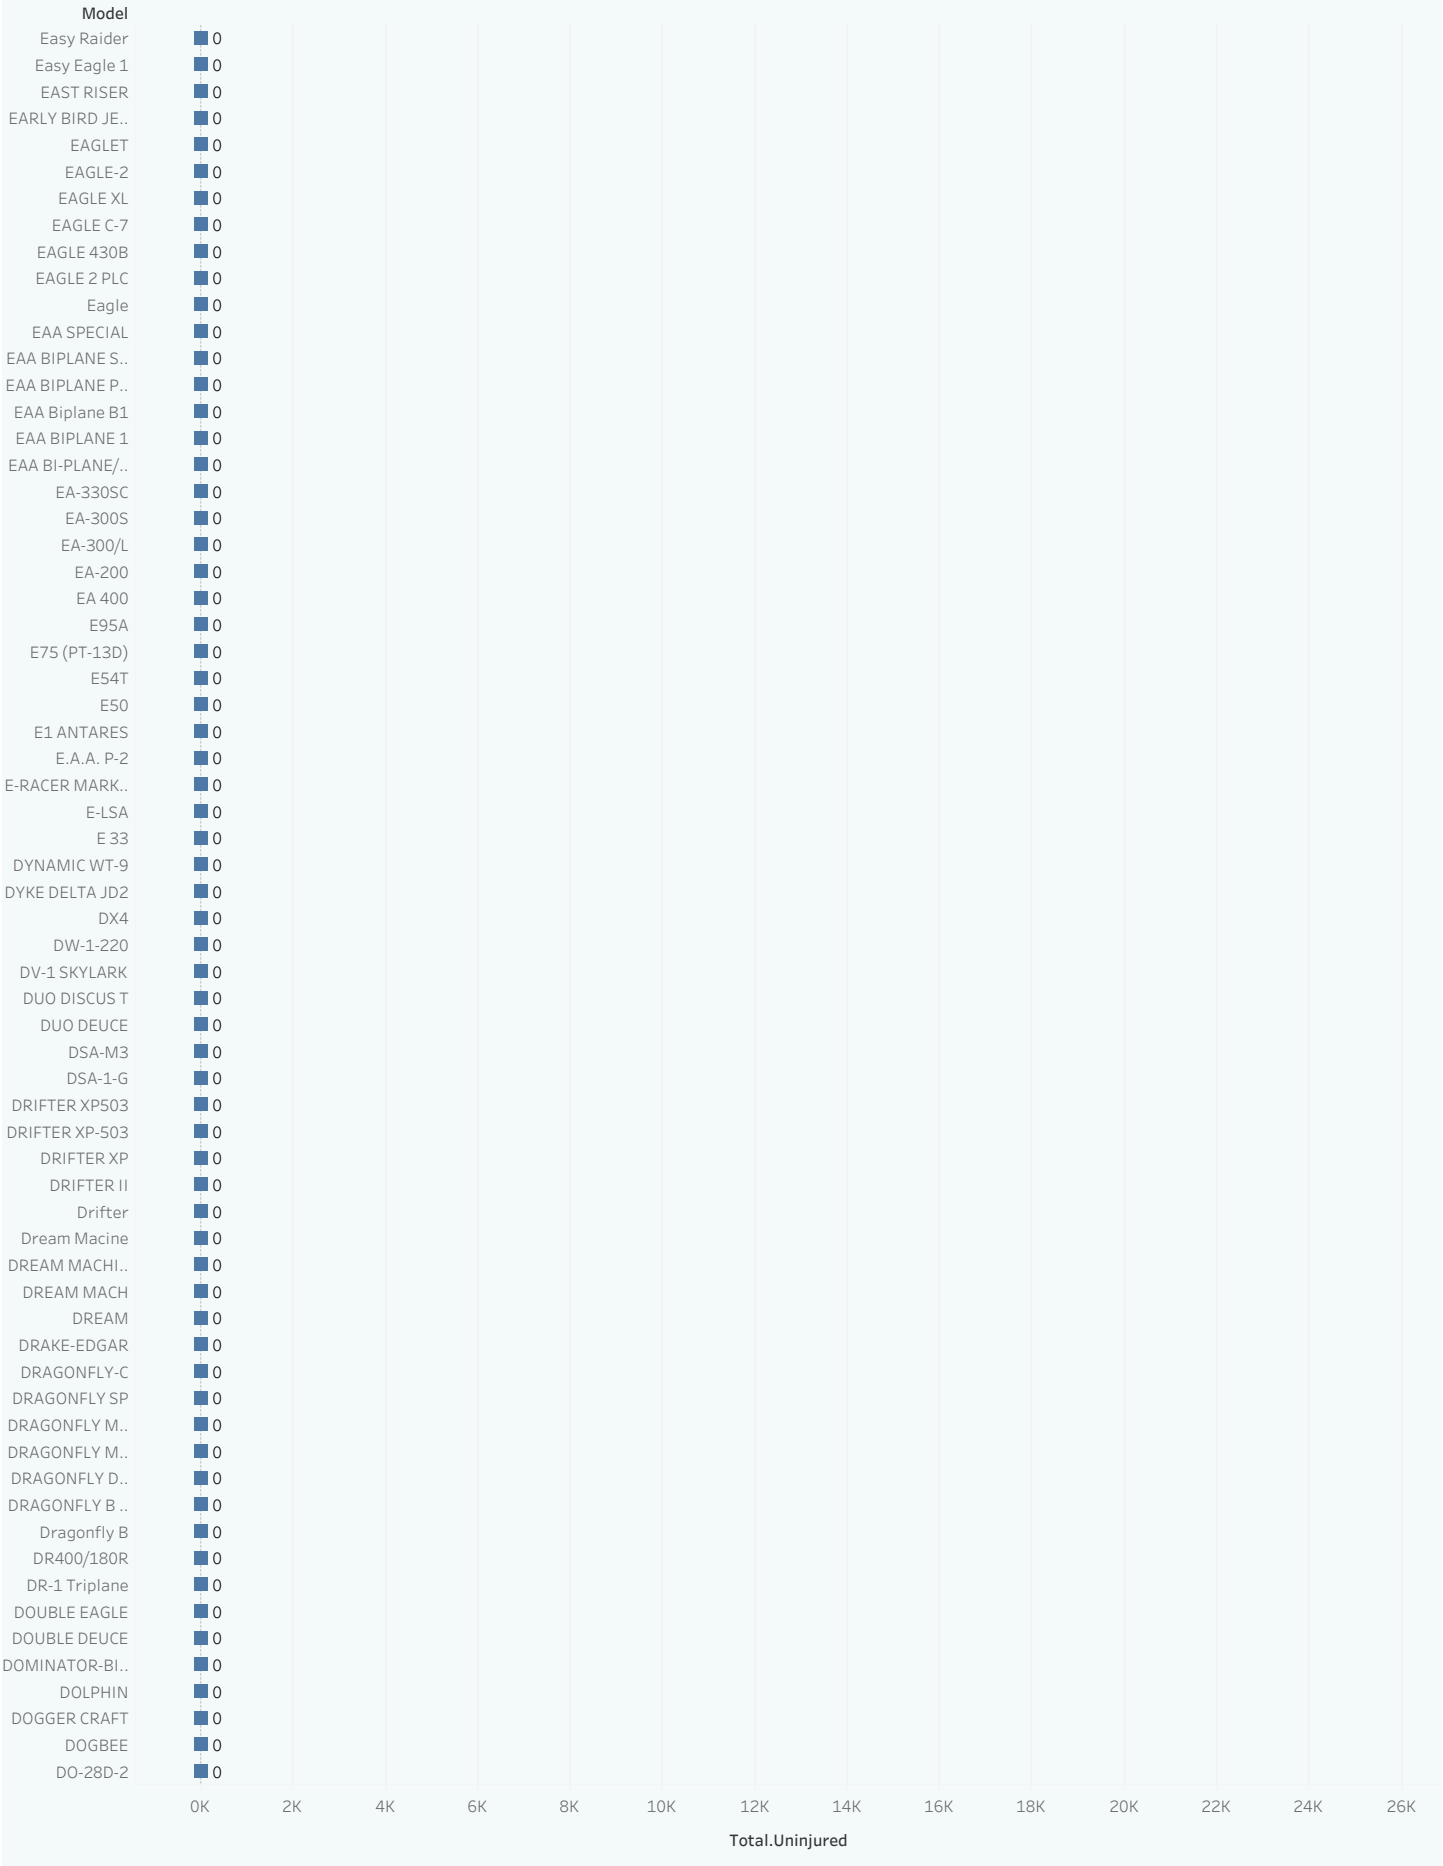 Model
Easy Raider 0
Easy Eagle 1 0
EAST RISER 0
EARLY BIRD JE.. 0
EAGLET 0
EAGLE-2 0
EAGLE XL 0
EAGLE C-7 0
EAGLE 430B 0
EAGLE 2 PLC 0
Eagle 0
EAA SPECIAL 0
EAA BIPLANE S.. 0
EAA BIPLANE P.. 0
EAA Biplane B1 0
EAA BIPLANE 1 0
EAA BI-PLANE/.. 0
EA-330SC 0
EA-300S 0
EA-300/L 0
EA-200 0
EA 400 0
E95A 0
E75 (PT-13D) 0
E54T 0
E50 0
E1 ANTARES 0
E.A.A. P-2 0
E-RACER MARK.. 0
E-LSA 0
E 33 0
DYNAMIC WT-9 0
DYKE DELTA JD2 0
DX4 0
DW-1-220 0
DV-1 SKYLARK 0
DUO DISCUS T 0
DUO DEUCE 0
DSA-M3 0
DSA-1-G 0
DRIFTER XP503 0
DRIFTER XP-503 0
DRIFTER XP 0
DRIFTER II 0
Drifter 0
Dream Macine 0
DREAM MACHI.. 0
DREAM MACH 0
DREAM 0
DRAKE-EDGAR 0
DRAGONFLY-C 0
DRAGONFLY SP 0
DRAGONFLY M.. 0
DRAGONFLY M.. 0
DRAGONFLY D.. 0
DRAGONFLY B .. 0
Dragonfly B 0
DR400/180R 0
DR-1 Triplane 0
DOUBLE EAGLE 0
DOUBLE DEUCE 0
DOMINATOR-BI.. 0
DOLPHIN 0
DOGGER CRAFT 0
DOGBEE 0
DO-28D-2 0
0K 2K 4K 6K 8K 10K 12K 14K 16K 18K 20K 22K 24K 26K
Total.Uninjured